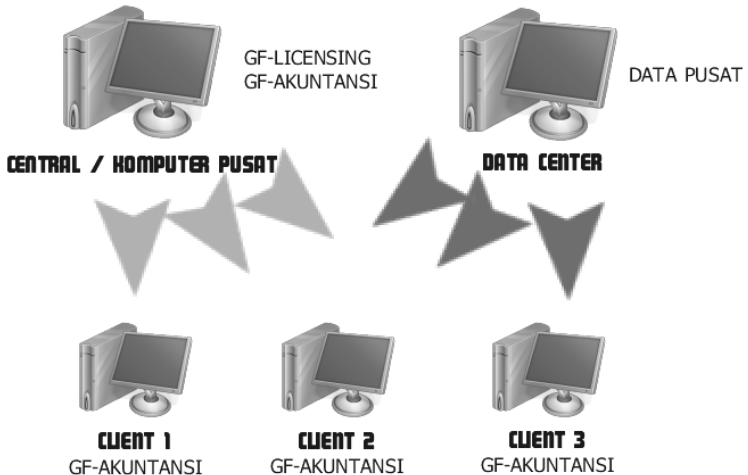 GF-LICENSING
GF-AKUNTANSI
DATA PUSAT
CENTRAL / KOMPUTER PUSAT
DATA CENTER
CLIENT 1
GF-AKUNTANSI
CLIENT 2
GF-AKUNTANSI
CLIENT 3
GF-AKUNTANSI